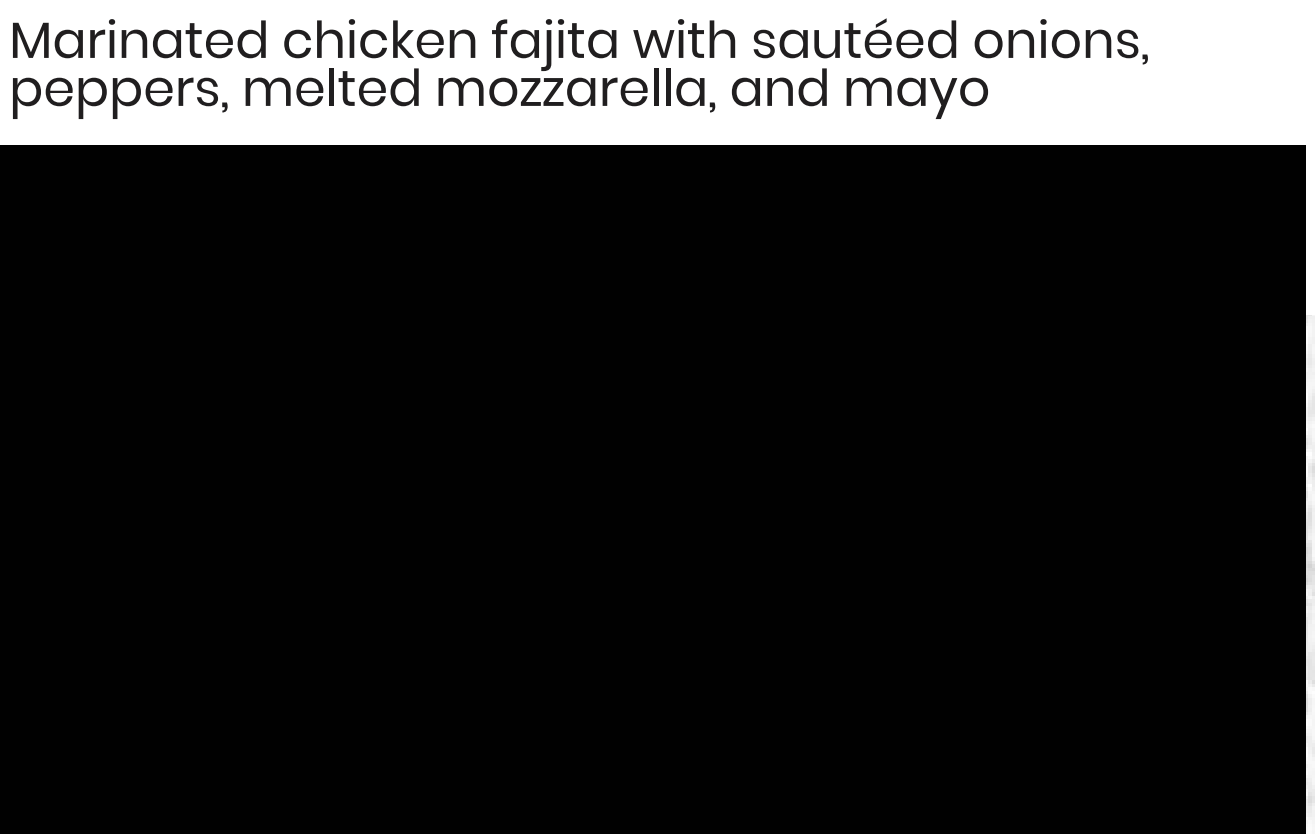 Marinated chicken fajita with sautéed onions,
peppers, melted mozzarella, and mayo